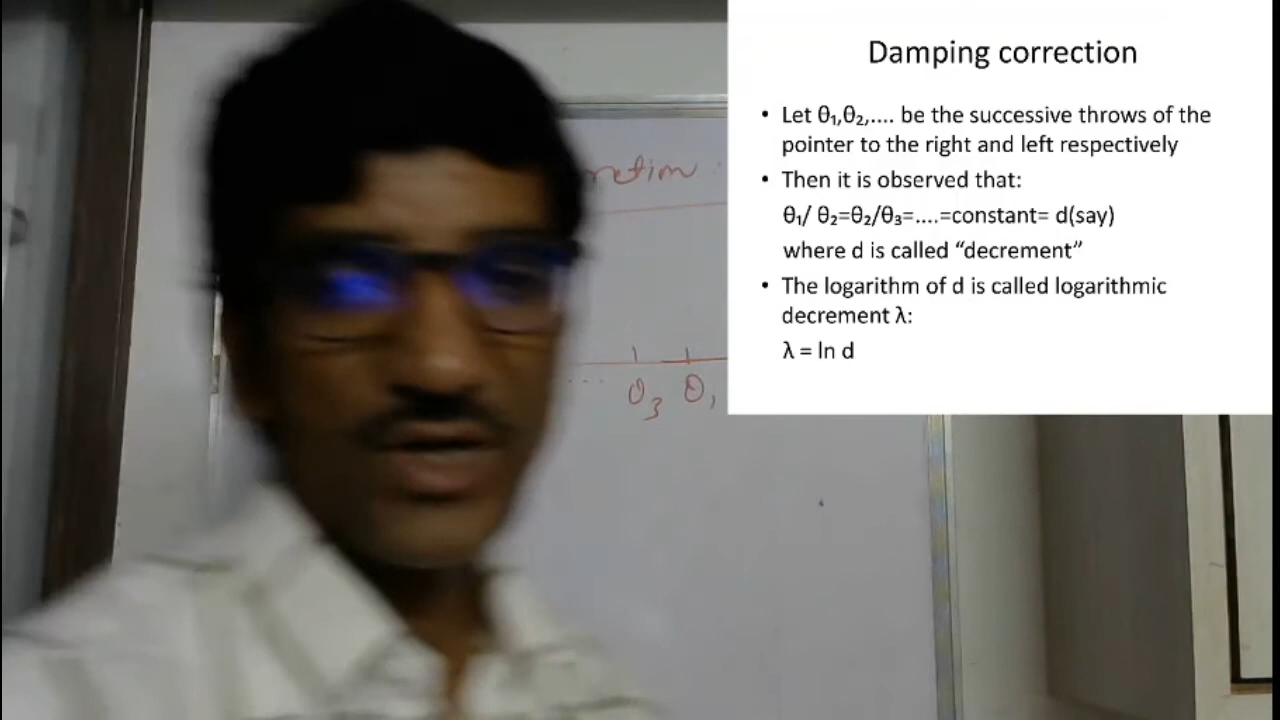 Damping correction
• Let θ₁,θ₂,.... be the successive throws of the
pointer to the right and left respectively
• Then it is observed that:
θ₁/ θ₂=θ₂/θ₃=....=constant= d(say)
where d is called “decrement”
• The logarithm of d is called logarithmic
decrement λ:
λ = ln d
... θ₃ θ₁